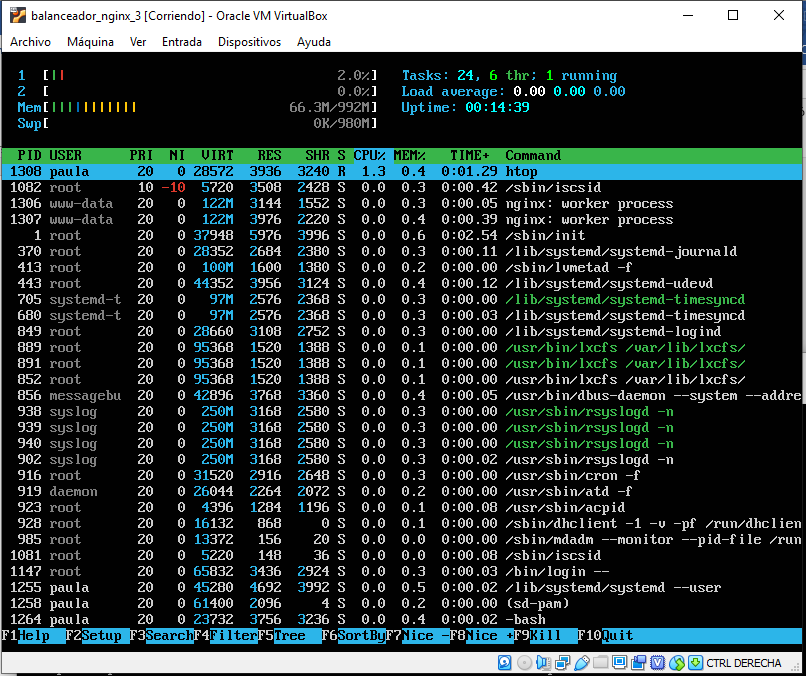 balanceador_nginx_3 [Corriendo] - Oracle VM VirtualBox
Archivo Máquina Ver Entrada Dispositivos Ayuda
1 [|| 2.0%] Tasks: 24, 6 thr; 1 running
2 [ 0.0%] Load average: 0.00 0.00 0.00
Mem[||||||||||| 66.3M/992M] Uptime: 00:14:39
Swp[ 0K/980M]
PID USER PRI NI VIRT RES SHR S CPU% MEM% TIME+ Command
1308 paula 20 0 28572 3936 3240 R 1.3 0.4 0:01.29 htop
1082 root 10 -10 5720 3508 2428 S 0.0 0.3 0:00.42 /sbin/iscsid
1306 www-data 20 0 122M 3144 1552 S 0.0 0.3 0:00.05 nginx: worker process
1307 www-data 20 0 122M 3976 2220 S 0.0 0.4 0:00.39 nginx: worker process
1 root 20 0 37948 5976 3996 S 0.0 0.6 0:02.54 /sbin/init
370 root 20 0 28352 2684 2380 S 0.0 0.3 0:00.11 /lib/systemd/systemd-journald
413 root 20 0 100M 1600 1380 S 0.0 0.2 0:00.00 /sbin/lvmetad -f
443 root 20 0 44352 3956 3124 S 0.0 0.4 0:00.12 /lib/systemd/systemd-udevd
705 systemd-t 20 0 97M 2576 2368 S 0.0 0.3 0:00.00 /lib/systemd/systemd-timesyncd
680 systemd-t 20 0 97M 2576 2368 S 0.0 0.3 0:00.03 /lib/systemd/systemd-timesyncd
849 root 20 0 28660 3108 2752 S 0.0 0.3 0:00.00 /lib/systemd/systemd-logind
889 root 20 0 95368 1520 1388 S 0.0 0.1 0:00.00 /usr/bin/lxcfs /var/lib/lxcfs/
891 root 20 0 95368 1520 1388 S 0.0 0.1 0:00.00 /usr/bin/lxcfs /var/lib/lxcfs/
852 root 20 0 95368 1520 1388 S 0.0 0.1 0:00.00 /usr/bin/lxcfs /var/lib/lxcfs/
856 messagebu 20 0 42896 3768 3360 S 0.0 0.4 0:00.05 /usr/bin/dbus-daemon --system --addre
938 syslog 20 0 250M 3168 2580 S 0.0 0.3 0:00.00 /usr/sbin/rsyslogd -n
939 syslog 20 0 250M 3168 2580 S 0.0 0.3 0:00.00 /usr/sbin/rsyslogd -n
940 syslog 20 0 250M 3168 2580 S 0.0 0.3 0:00.00 /usr/sbin/rsyslogd -n
902 syslog 20 0 250M 3168 2580 S 0.0 0.3 0:00.02 /usr/sbin/rsyslogd -n
916 root 20 0 31520 2916 2648 S 0.0 0.3 0:00.00 /usr/sbin/cron -f
919 daemon 20 0 26044 2264 2072 S 0.0 0.2 0:00.00 /usr/sbin/atd -f
923 root 20 0 4396 1284 1196 S 0.0 0.1 0:00.08 /usr/sbin/acpid
928 root 20 0 16132 868 0 S 0.0 0.1 0:00.00 /sbin/dhclient -1 -v -pf /run/dhclien
985 root 20 0 13372 156 20 S 0.0 0.0 0:00.00 /sbin/mdadm --monitor --pid-file /run
1081 root 20 0 5220 148 36 S 0.0 0.0 0:00.08 /sbin/iscsid
1147 root 20 0 65832 3436 2924 S 0.0 0.3 0:00.03 /bin/login --
1255 paula 20 0 45280 4692 3992 S 0.0 0.5 0:00.02 /lib/systemd/systemd --user
1258 paula 20 0 61400 2096 4 S 0.0 0.2 0:00.00 (sd-pam)
1264 paula 20 0 23732 3756 3236 S 0.0 0.4 0:00.02 -bash
F1Help F2Setup F3SearchF4FilterF5Tree F6SortByF7Nice -F8Nice +F9Kill F10Quit
CTRL DERECHA